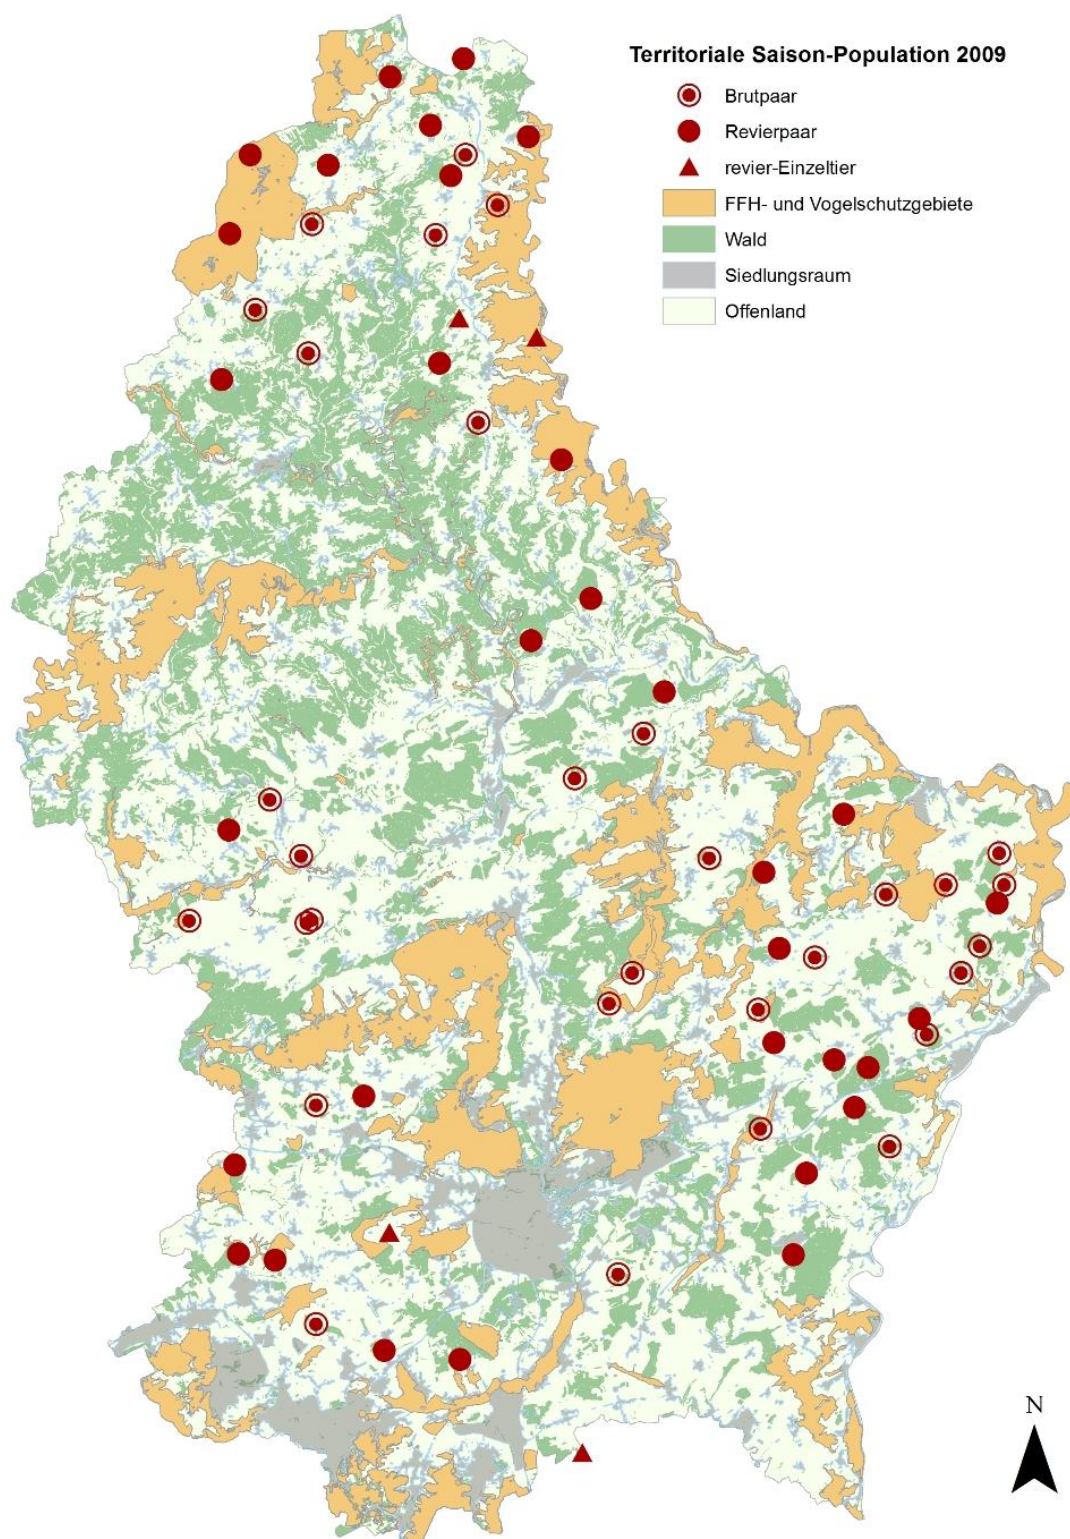 Territoriale Saison-Population 2009
Brutpaar
Revierpaar
revier-Einzeltier
FFH- und Vogelschutzgebiete
Wald
Siedlungsraum
Offenland
N